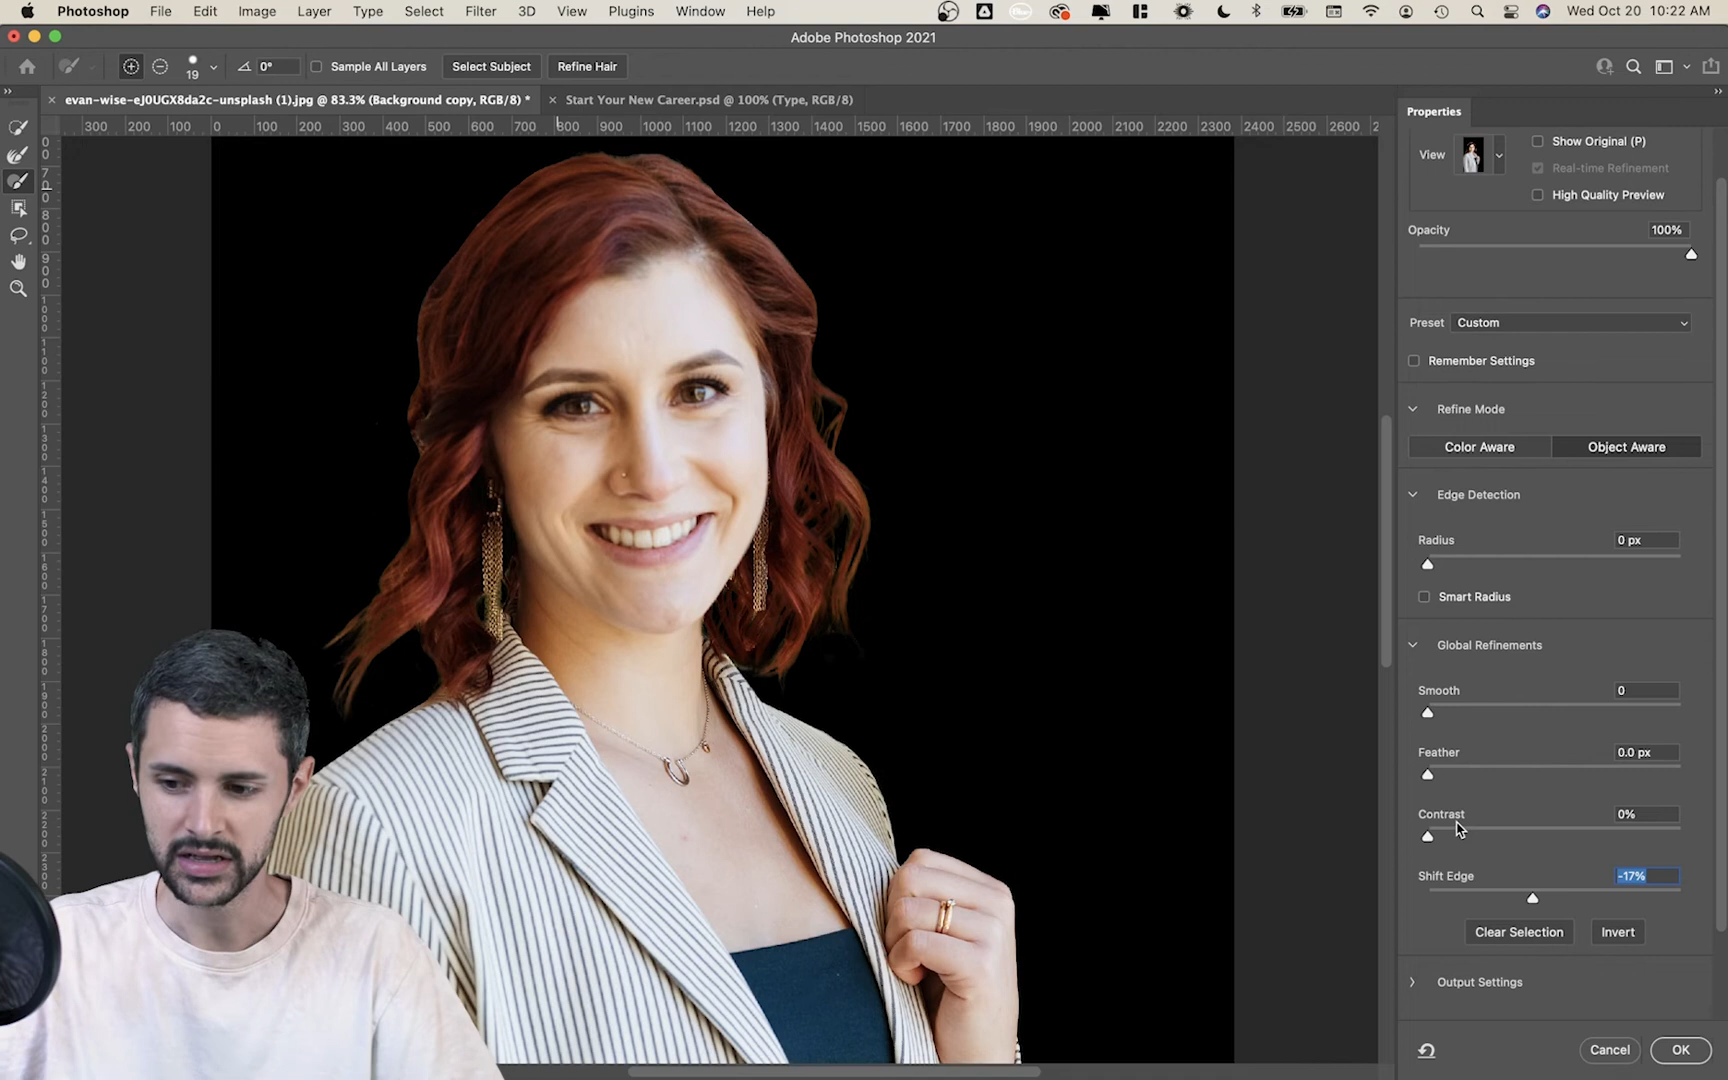 Photoshop File Edit Image Layer Type Select Filter 3D View Plugins Window Help Wed Oct 20 10:22 AM
Adobe Photoshop 2021
19 0° Sample All Layers Select Subject Refine Hair
evan-wise-eJ0UGX8da2c-unsplash (1).jpg @ 83.3% (Background copy, RGB/8) * Start Your New Career.psd @ 100% (Type, RGB/8)
300 200 100 0 100 200 300 400 500 600 700 800 900 1000 1100 1200 1300 1400 1500 1600 1700 1800 1900 2000 2100 2200 2300 2400 2500 2600
Properties
View
Show Original (P)
Real-time Refinement
High Quality Preview
Opacity 100%
Preset Custom
Remember Settings
Refine Mode
Color Aware Object Aware
Edge Detection
Radius 0 px
Smart Radius
Global Refinements
Smooth 0
Feather 0.0 px
Contrast 0%
Shift Edge -17%
Clear Selection Invert
Output Settings
Cancel OK